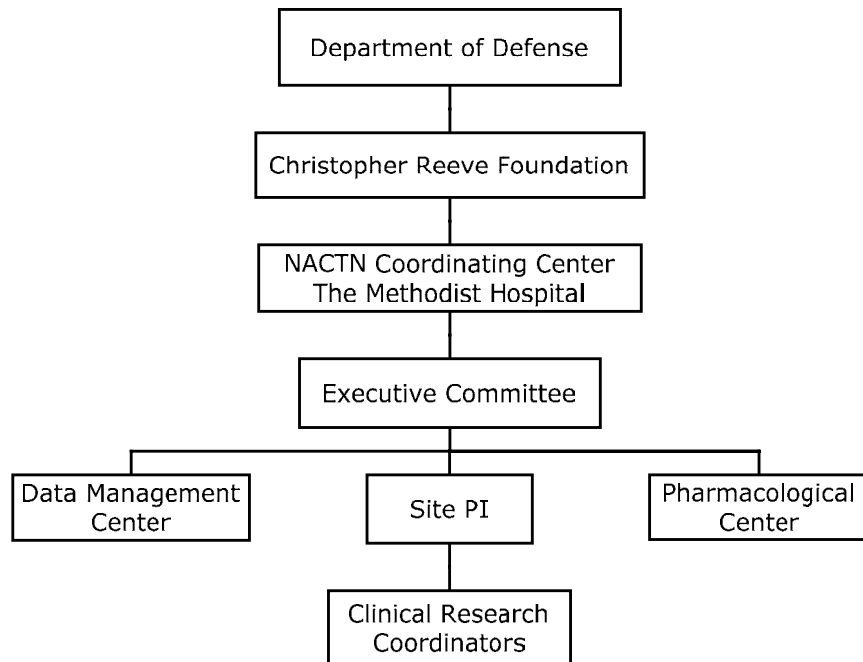 Department of Defense
Christopher Reeve Foundation
NACTN Coordinating Center
The Methodist Hospital
Executive Committee
Data Management
Center
Site PI
Pharmacological
Center
Clinical Research
Coordinators